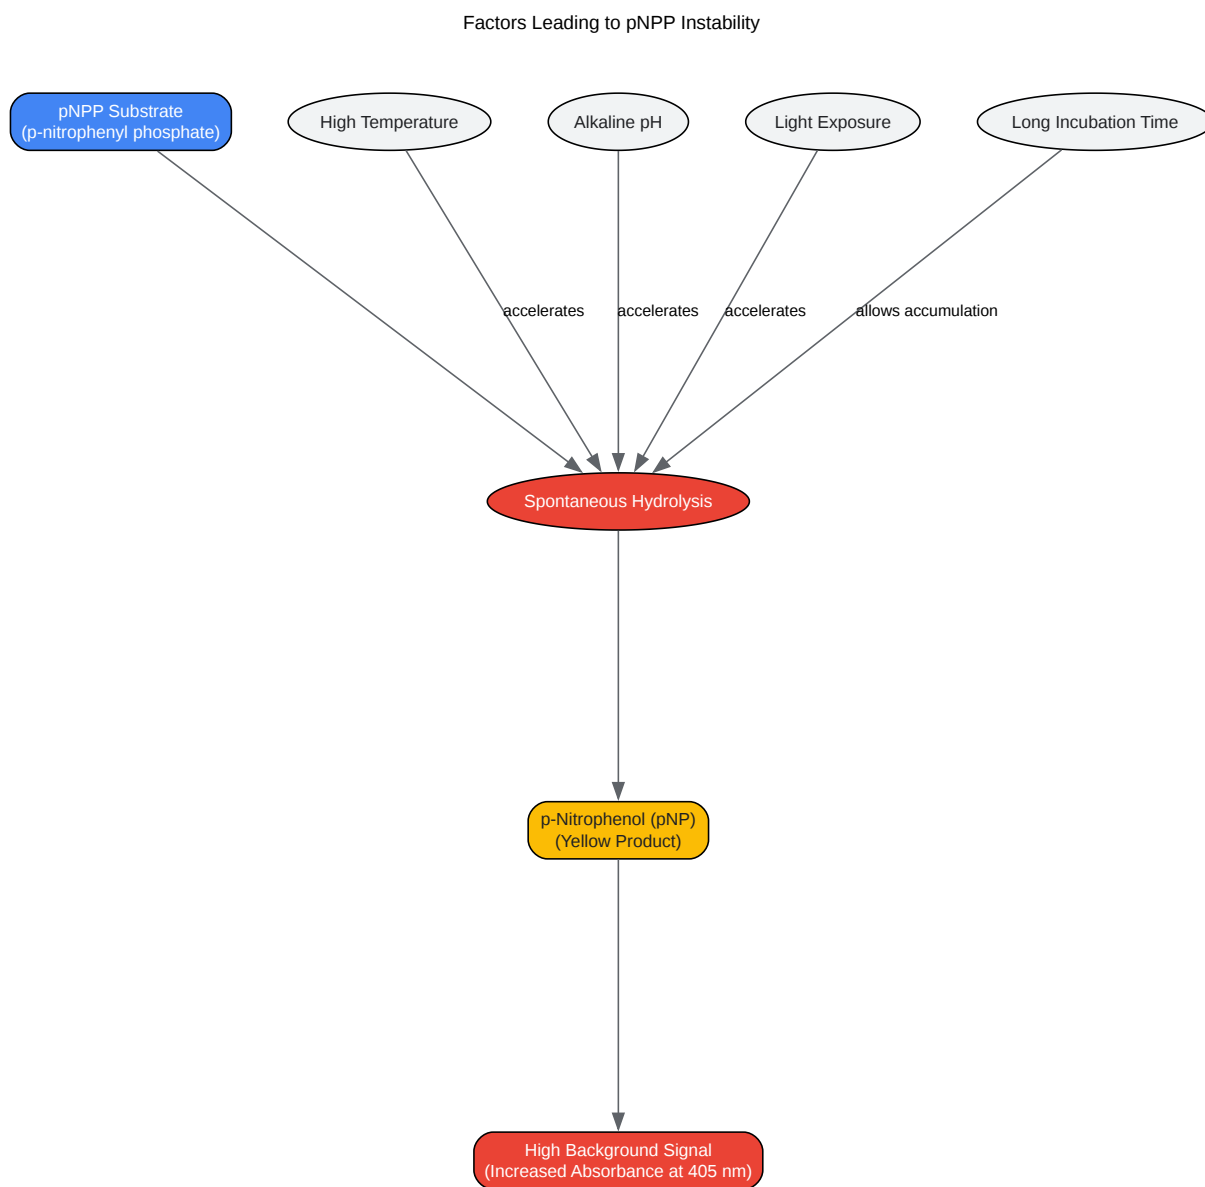 Factors Leading to pNPP Instability
pNPP Substrate
(p-nitrophenyl phosphate)
High Temperature
Alkaline pH
Light Exposure
Long Incubation Time
accelerates
accelerates
accelerates
allows accumulation
Spontaneous Hydrolysis
p-Nitrophenol (pNP)
(Yellow Product)
High Background Signal
(Increased Absorbance at 405 nm)